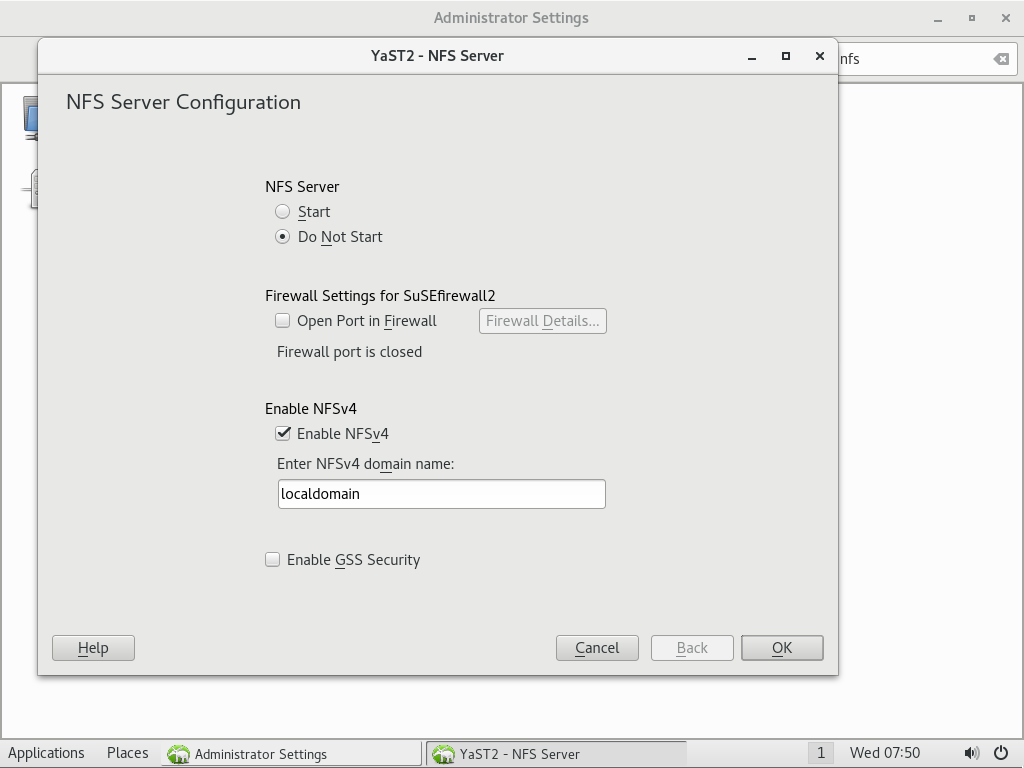 Administrator Settings
YaST2 - NFS Server
nfs
NFS Server Configuration
NFS Server
Start
Do Not Start
Firewall Settings for SuSEfirewall2
Open Port in Firewall
Firewall Details...
Firewall port is closed
Enable NFSv4
Enable NFSv4
Enter NFSv4 domain name:
localdomain
Enable GSS Security
Help
Cancel
Back
OK
Applications
Places
Administrator Settings
YaST2 - NFS Server
1
Wed 07:50